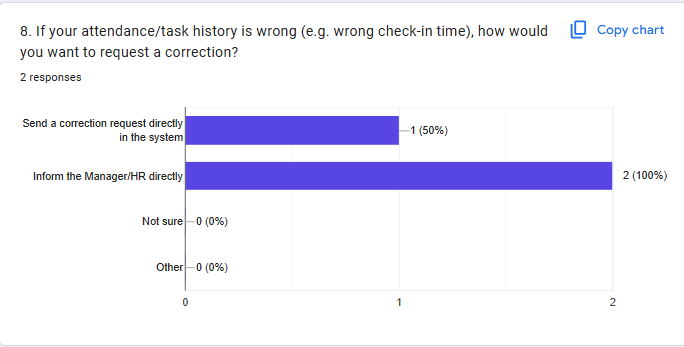 8. If your attendance/task history is wrong (e.g. wrong check-in time), how would
you want to request a correction?
Copy chart
2 responses
Send a correction request directly
in the system
1 (50%)
Inform the Manager/HR directly
2 (100%)
Not sure
0 (0%)
Other
0 (0%)
0
1
2